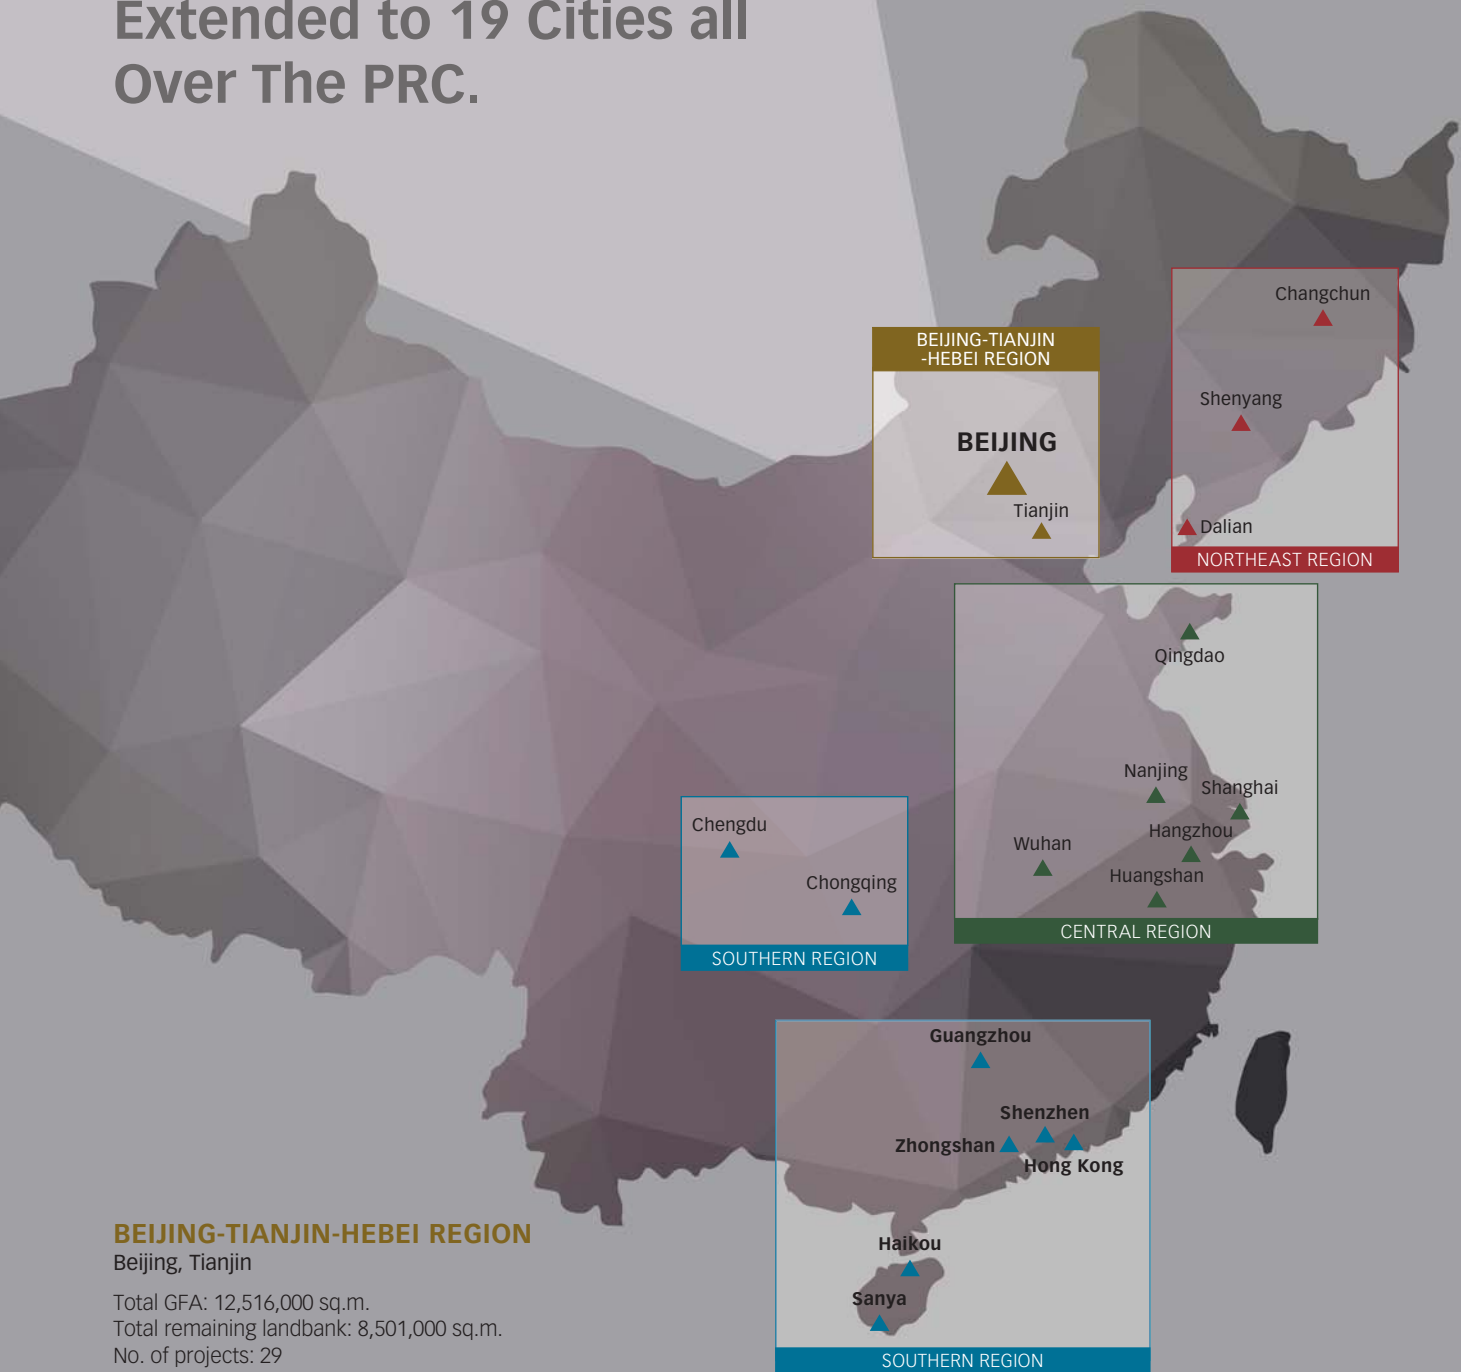 Extended to 19 Cities all
Over The PRC.
Changchun
BEIJING-TIANJIN
-HEBEI REGION
Shenyang
BEIJING
Tianjin
Dalian
NORTHEAST REGION
Qingdao
Nanjing
Shanghai
Hangzhou
Wuhan
Huangshan
CENTRAL REGION
Chengdu
Chongqing
SOUTHERN REGION
Guangzhou
Shenzhen
Zhongshan
Hong Kong
Haikou
Sanya
SOUTHERN REGION
BEIJING-TIANJIN-HEBEI REGION
Beijing, Tianjin
Total GFA: 12,516,000 sq.m.
Total remaining landbank: 8,501,000 sq.m.
No. of projects: 29